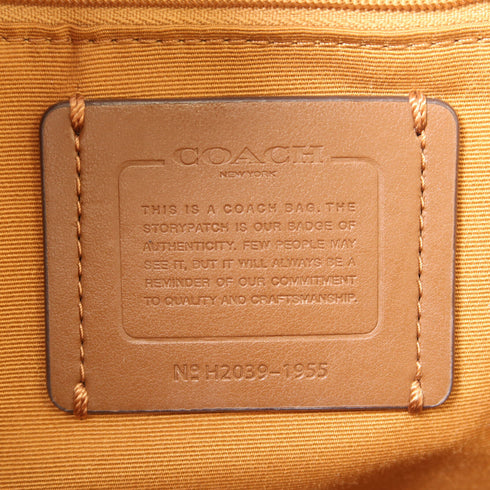 COACH
NEW YORK
THIS IS A COACH BAG. THE
STORYPATCH IS OUR BADGE OF
AUTHENTICITY. FEW PEOPLE MAY
SEE IT, BUT IT WILL ALWAYS BE A
REMINDER OF OUR COMMITMENT
TO QUALITY AND CRAFTSMANSHIP.
Nº H2039-1955